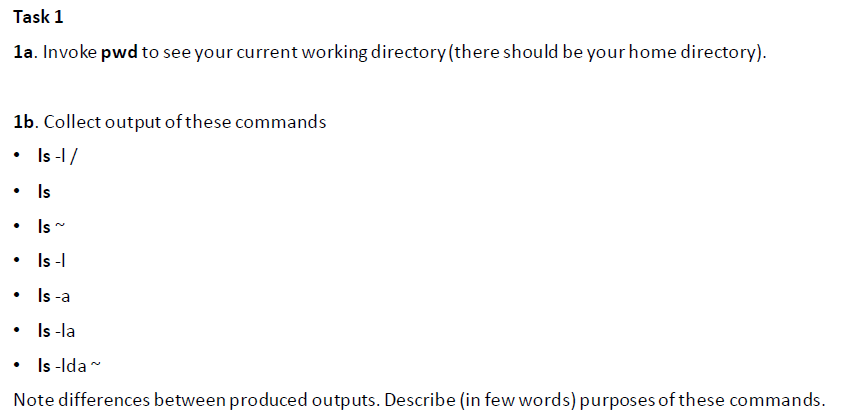 Task 1
1a. Invoke pwd to see your current working directory (there should be your home directory).
1b. Collect output of these commands
• ls -l /
• ls
• ls ~
• ls -l
• ls -a
• ls -la
• ls -lda ~
Note differences between produced outputs. Describe (in few words) purposes of these commands.